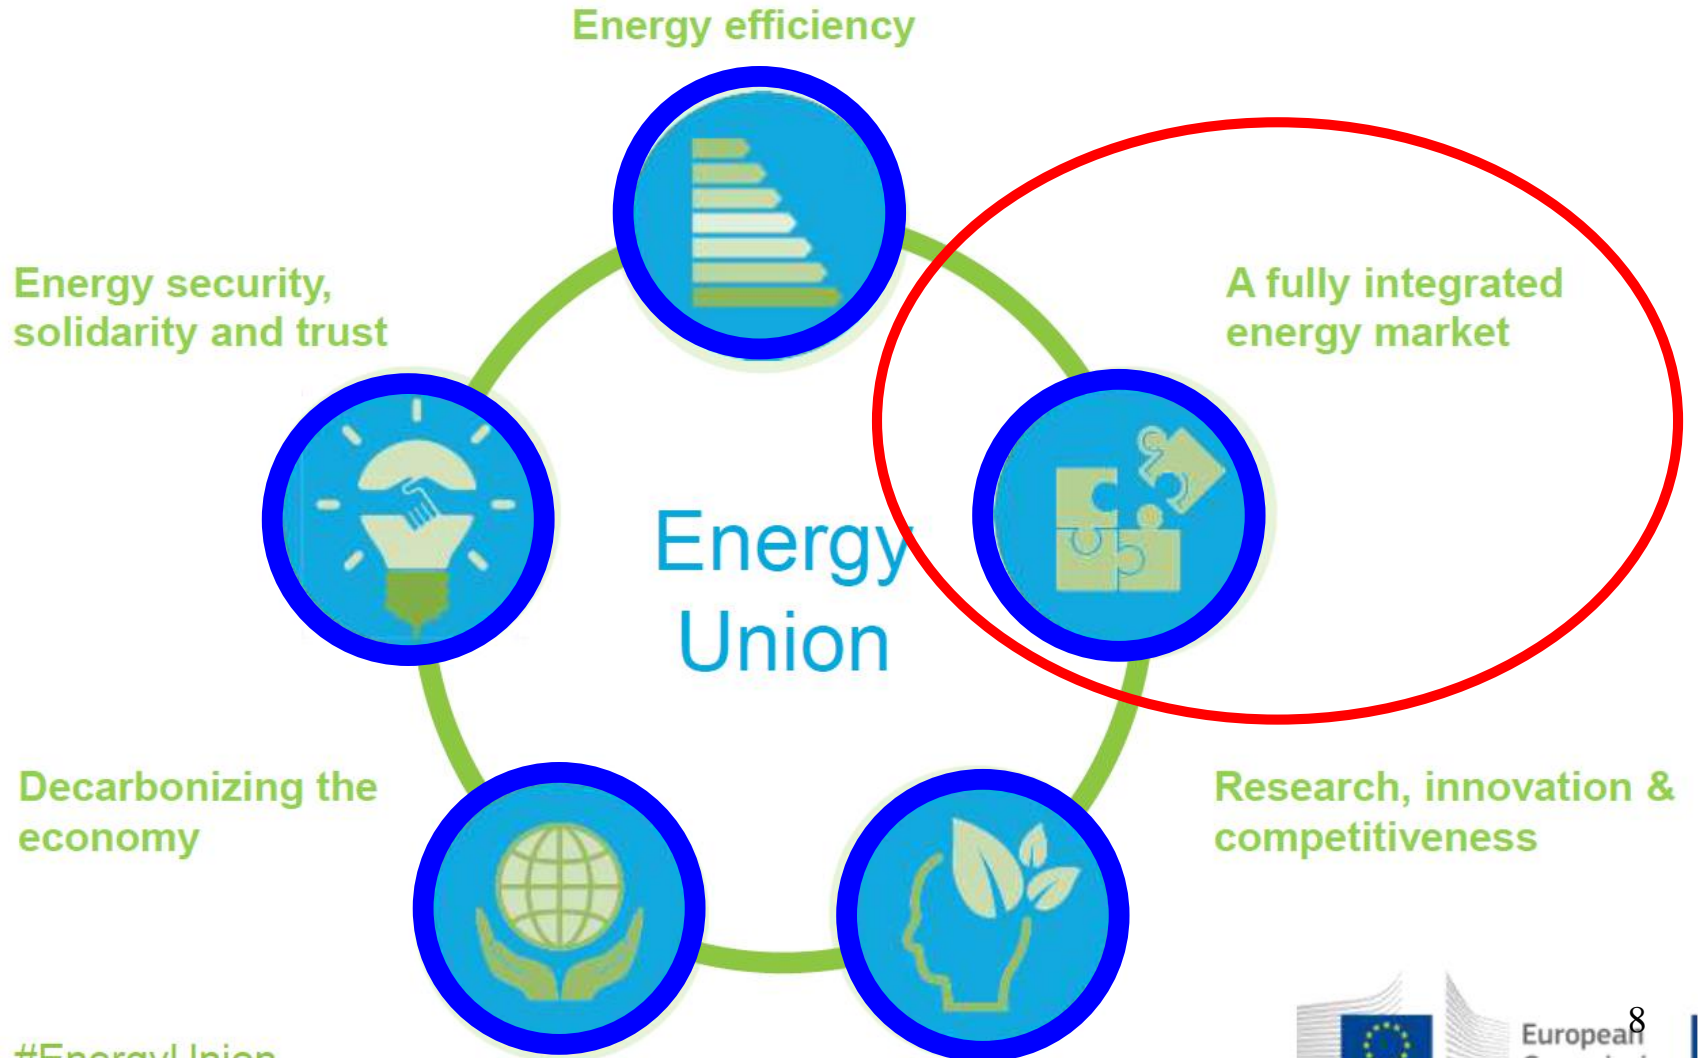 Energy efficiency
Energy security,
solidarity and trust
A fully integrated
energy market
Energy
Union
Decarbonizing the
economy
Research, innovation &
competitiveness
#EnergyUnion
European
8